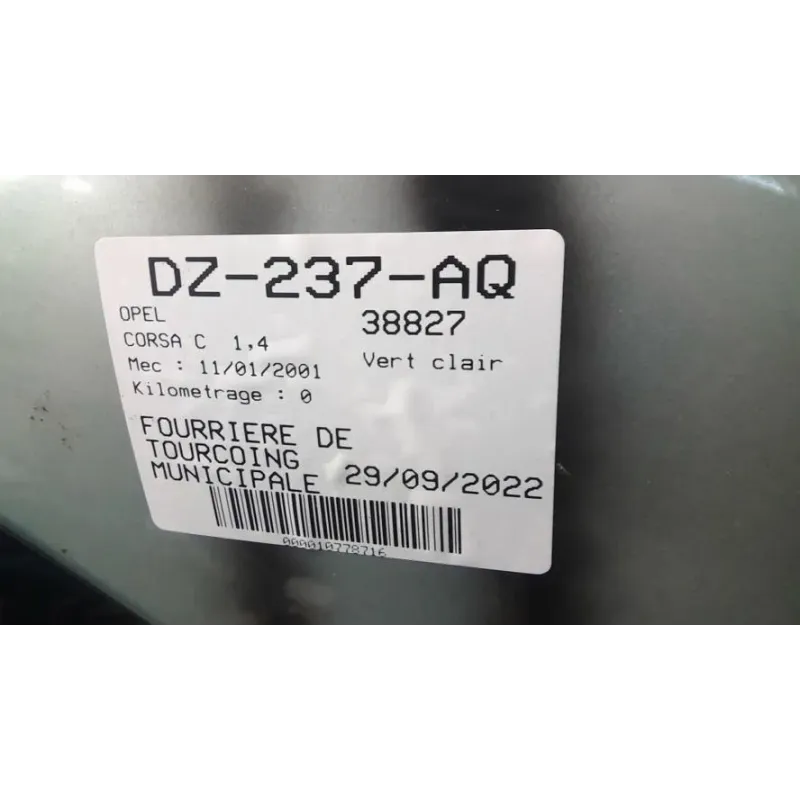 DZ-237-AQ
OPEL 38827
CORSA C 1,4
Mec : 11/01/2001 Vert clair
Kilometrage : 0
FOURRIERE DE
TOURCOING
MUNICIPALE 29/09/2022
000010778716